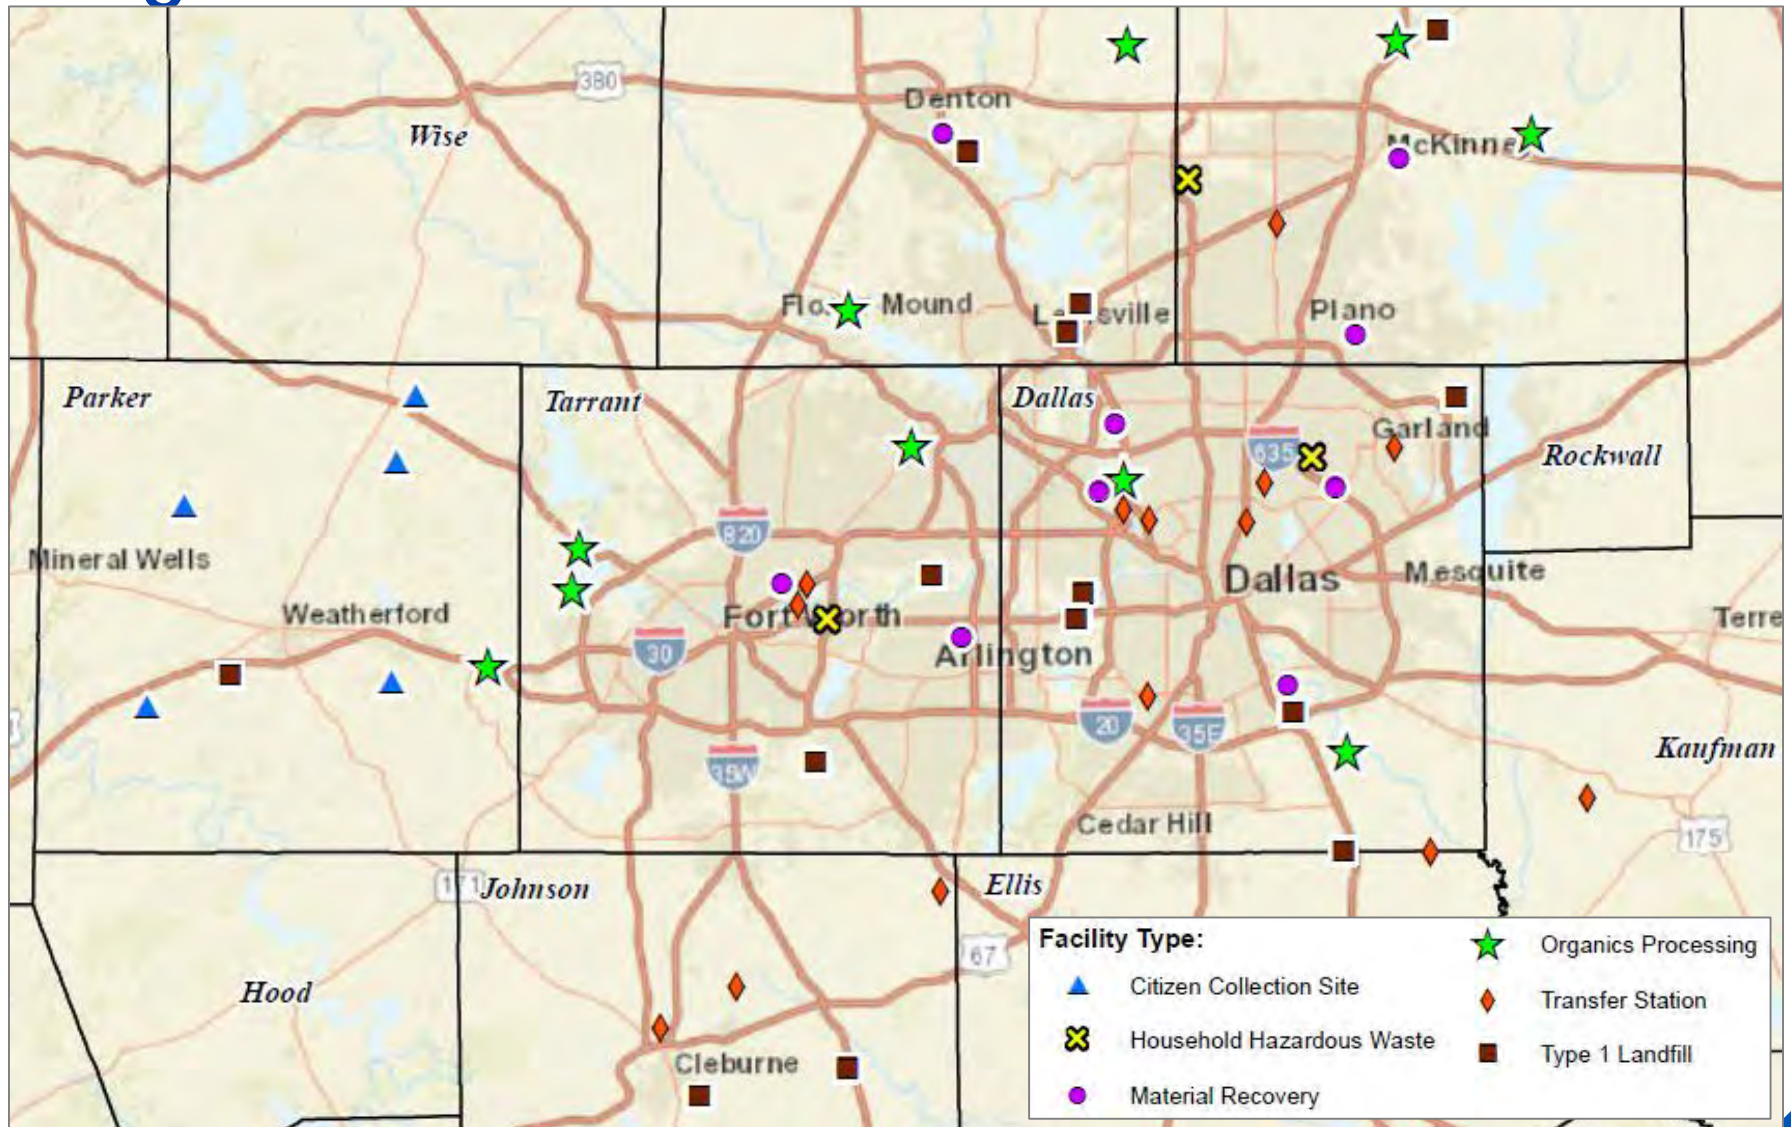 380
Denton
Wise
McKinne
Flo Mound
L sville
Plano
Parker
Tarrant
Dallas
Garland
635
Rockwall
820
Mineral Wells
Dallas
Mesquite
Weatherford
Fort orth
Terre
30
Arlington
20
35E
35W
Kaufman
Cedar Hill
175
171
Johnson
Ellis
67
Hood
Cleburne
Facility Type:
Citizen Collection Site
Household Hazardous Waste
Material Recovery
Organics Processing
Transfer Station
Type 1 Landfill